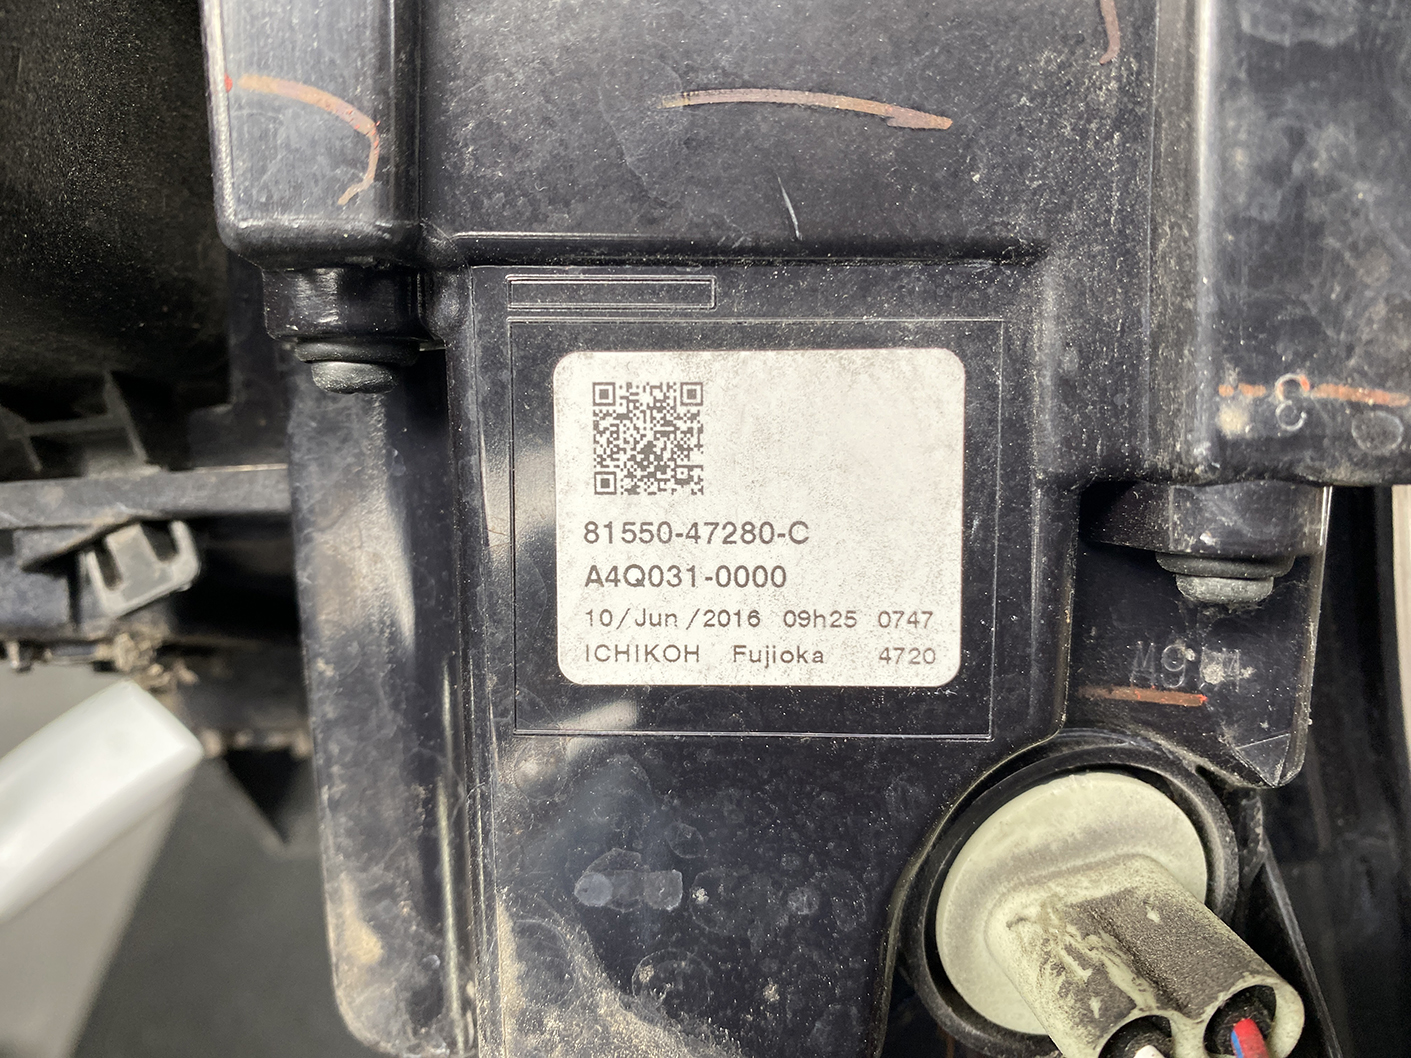 81550-47280-C
A4Q031-0000
10/Jun/2016 09h25 0747
ICHIKOH Fujioka 4720